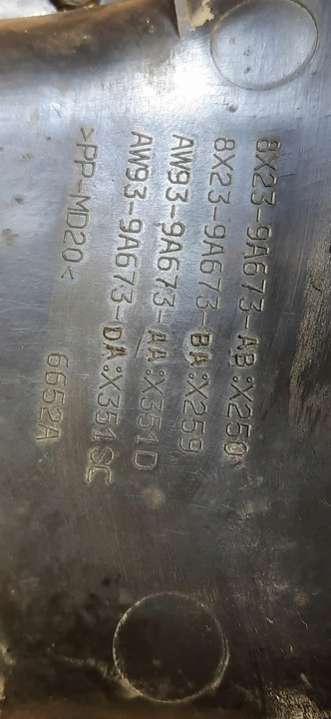 8X23-9A673-AB:X250
8X23-9A673-BA:X259
AW93-9A673-AA:X351D
AW93-9A673-DA:X351SC
>PP-MD20< 6652A